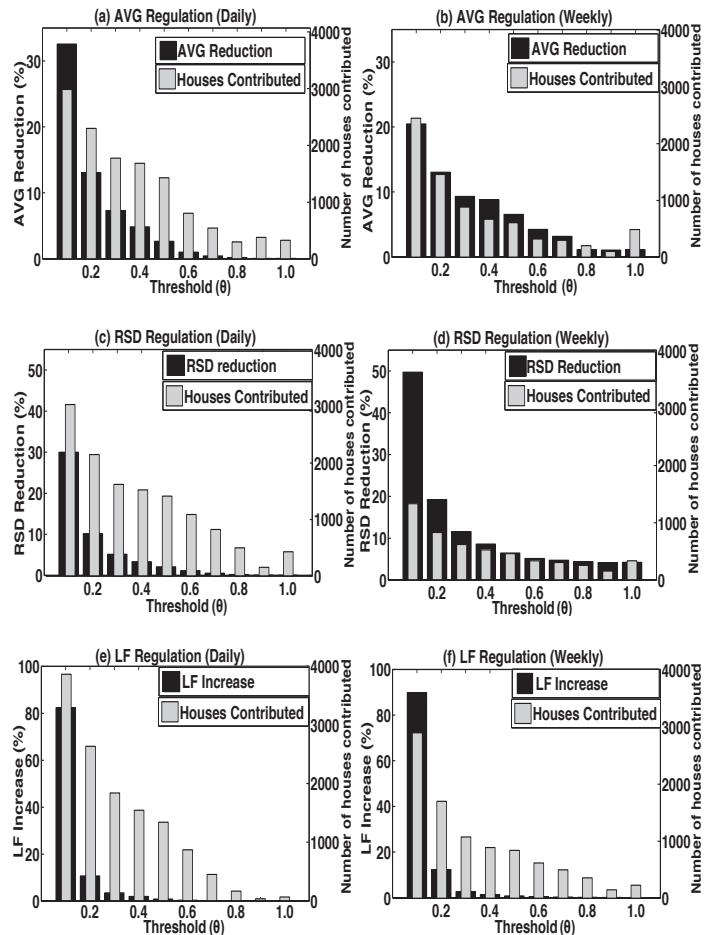 (a) AVG Regulation (Daily)
AVG Reduction
Houses Contributed
AVG Reduction (%)
30
20
10
0
4000
3000
2000
1000
0
Number of houses contributed
0.2 0.4 0.6 0.8 1.0
Threshold (θ)
(b) AVG Regulation (Weekly)
AVG Reduction
Houses Contributed
AVG Reduction (%)
30
20
10
0
4000
3000
2000
1000
0
Number of houses contributed
0.2 0.4 0.6 0.8 1.0
Threshold (θ)
(c) RSD Regulation (Daily)
RSD reduction
Houses Contributed
RSD Reduction (%)
50
40
30
20
10
0
4000
3000
2000
1000
0
Number of houses contributed
0.2 0.4 0.6 0.8 1.0
Threshold (θ)
(d) RSD Regulation (Weekly)
RSD Reduction
Houses Contributed
RSD Reduction (%)
50
40
30
20
10
0
4000
3000
2000
1000
0
Number of houses contributed
0.2 0.4 0.6 0.8 1.0
Threshold (θ)
(e) LF Regulation (Daily)
LF Increase
Houses Contributed
LF Increase (%)
100
80
60
40
20
0
4000
3000
2000
1000
0
Number of houses contributed
0.2 0.4 0.6 0.8 1.0
Threshold (θ)
(f) LF Regulation (Weekly)
LF Increase
Houses Contributed
LF Increase (%)
100
80
60
40
20
0
4000
3000
2000
1000
0
Number of houses contributed
0.2 0.4 0.6 0.8 1.0
Threshold (θ)